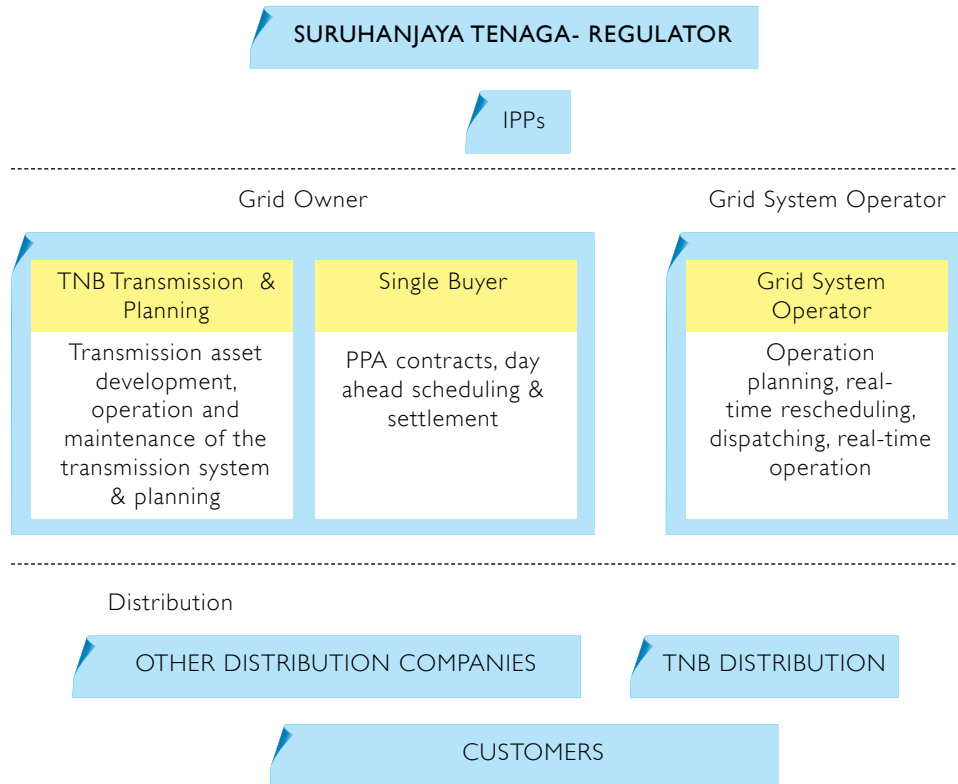 SURUHANJAYA TENAGA- REGULATOR
IPPs
Grid Owner
Grid System Operator
TNB Transmission &
Planning
Transmission asset
development,
operation and
maintenance of the
transmission system
& planning
Single Buyer
PPA contracts, day
ahead scheduling &
settlement
Grid System
Operator
Operation
planning, real-
time rescheduling,
dispatching, real-time
operation
Distribution
OTHER DISTRIBUTION COMPANIES
TNB DISTRIBUTION
CUSTOMERS